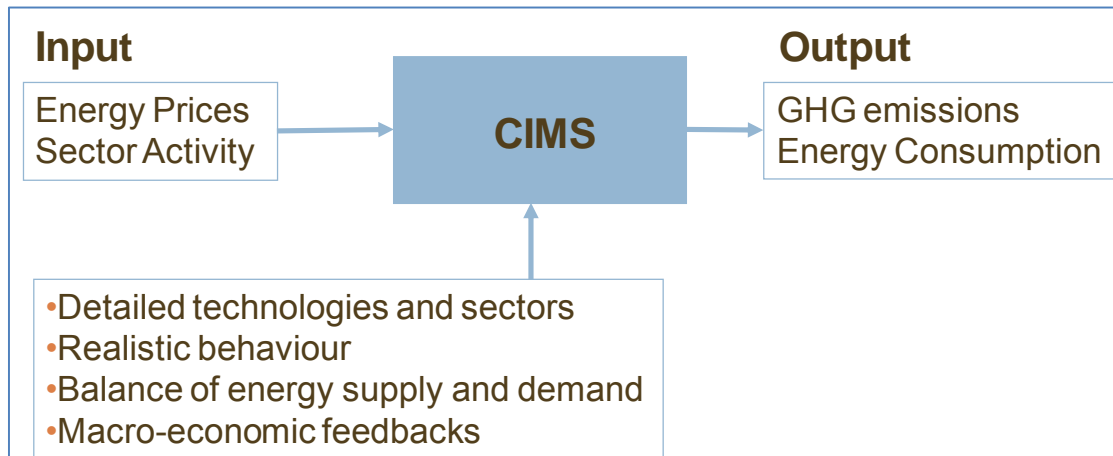 Input
Energy Prices
Sector Activity
CIMS
Output
GHG emissions
Energy Consumption
•Detailed technologies and sectors
•Realistic behaviour
•Balance of energy supply and demand
•Macro-economic feedbacks